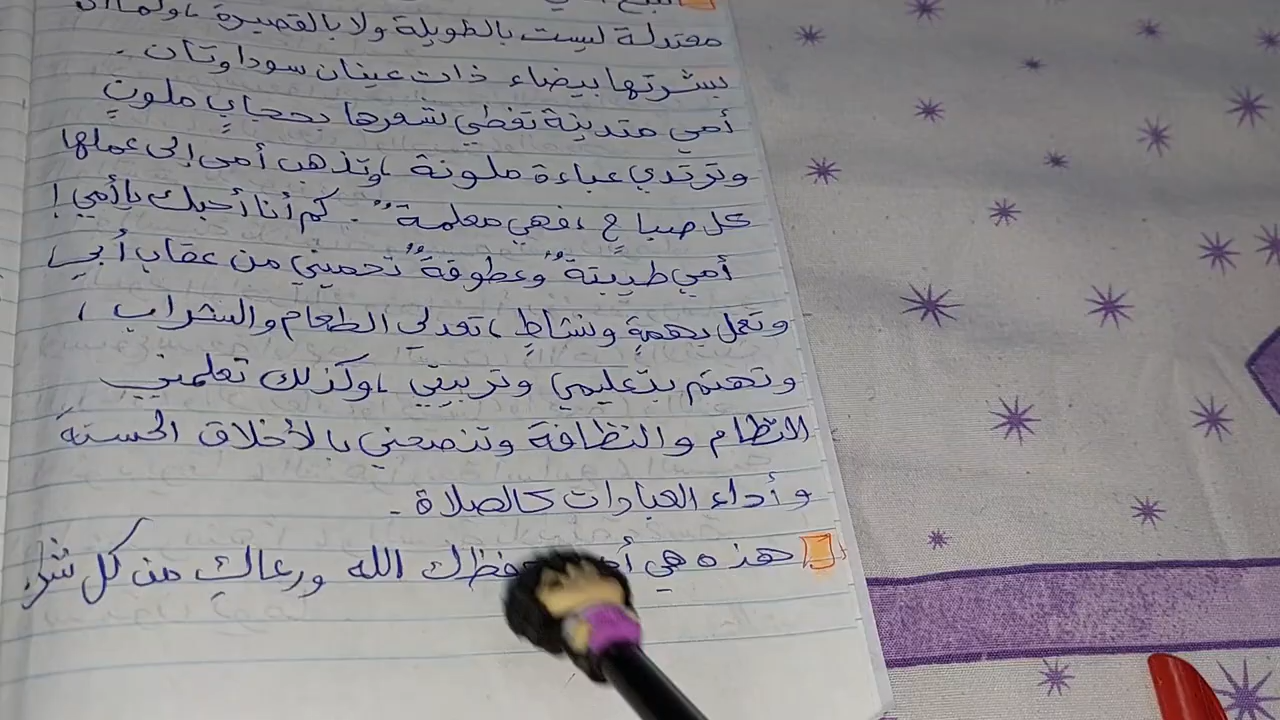 معتدلة ليست بالطويلة ولا بالقصيرة
بشرتها بيضاء ذات عينان سوداوتان.
أمي متدينة تغطي شعرها بحجابٍ ملونٍ
وترتدي عباءة ملونة، وتذهب أمي إلى عملها
كل صباحٍ، فهي معلمةٌ. كم أنا أحبك يا أمي!
أمي طيبتةٌ وعطوفةٌ تحميني من عقاب أبي
وتعمل بهمةٍ ونشاطٍ، تعد لي الطعام والشراب،
وتهتم بتعليمي وتربيتي، وكذلك تعلمني
النظام والنظافة وتنصحني بالأخلاق الحسنة
وأداء العبادات كالصلاة.
هذه هي الله ورعاكِ من كل شرٍ.